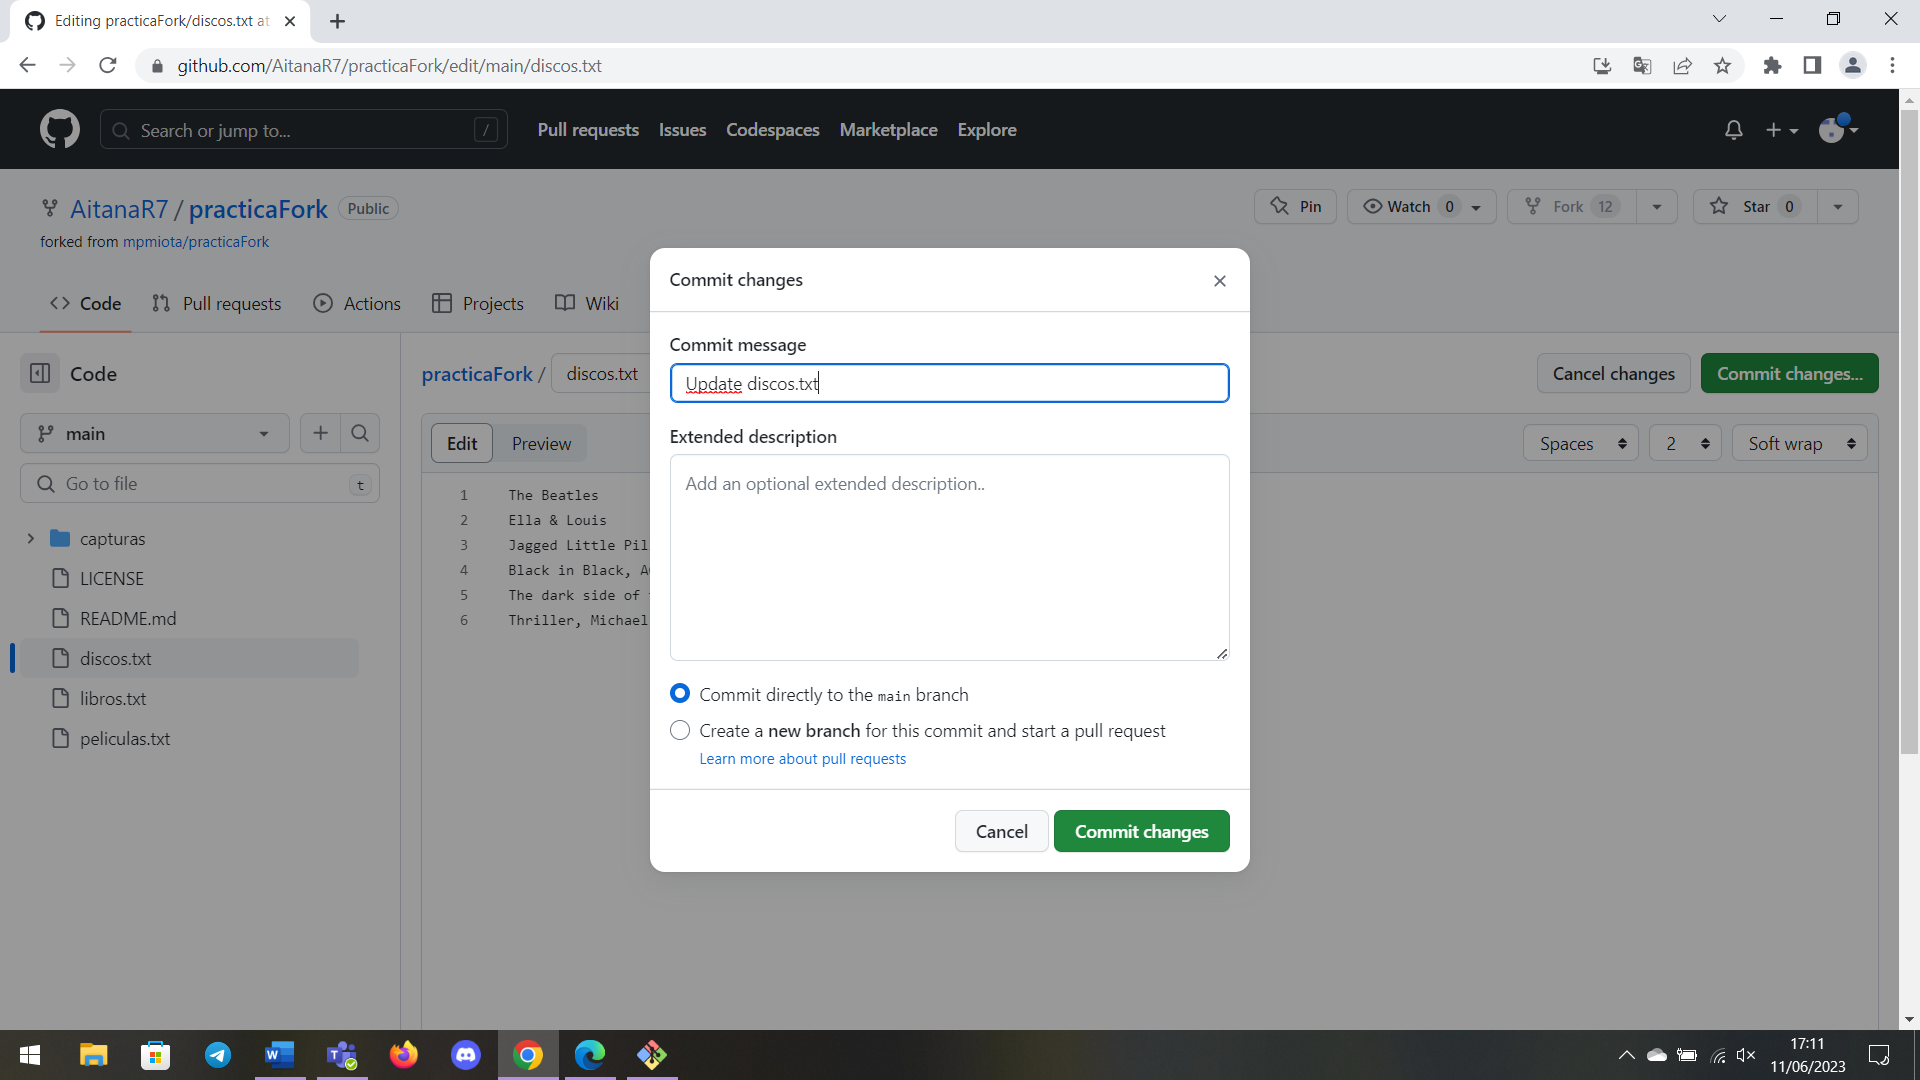 Editing practicaFork/discos.txt at
github.com/AitanaR7/practicaFork/edit/main/discos.txt
Search or jump to...
/
Pull requests
Issues
Codespaces
Marketplace
Explore
AitanaR7 / practicaFork
Public
forked from mpmiota/practicaFork
Pin
Watch 0
Fork 12
Star 0
Code
Pull requests
Actions
Projects
Wiki
Code
main
Go to file
t
capturas
LICENSE
README.md
discos.txt
libros.txt
peliculas.txt
practicaFork / discos.txt
Cancel changes
Commit changes...
Edit
Preview
Spaces
2
Soft wrap
1 The Beatles
2 Ella & Louis
3 Jagged Little Pil
4 Black in Black,
5 The dark side of
6 Thriller, Michael
Commit changes
Commit message
Update discos.txt
Extended description
Add an optional extended description..
Commit directly to the main branch
Create a new branch for this commit and start a pull request
Learn more about pull requests
Cancel
Commit changes
17:11
11/06/2023